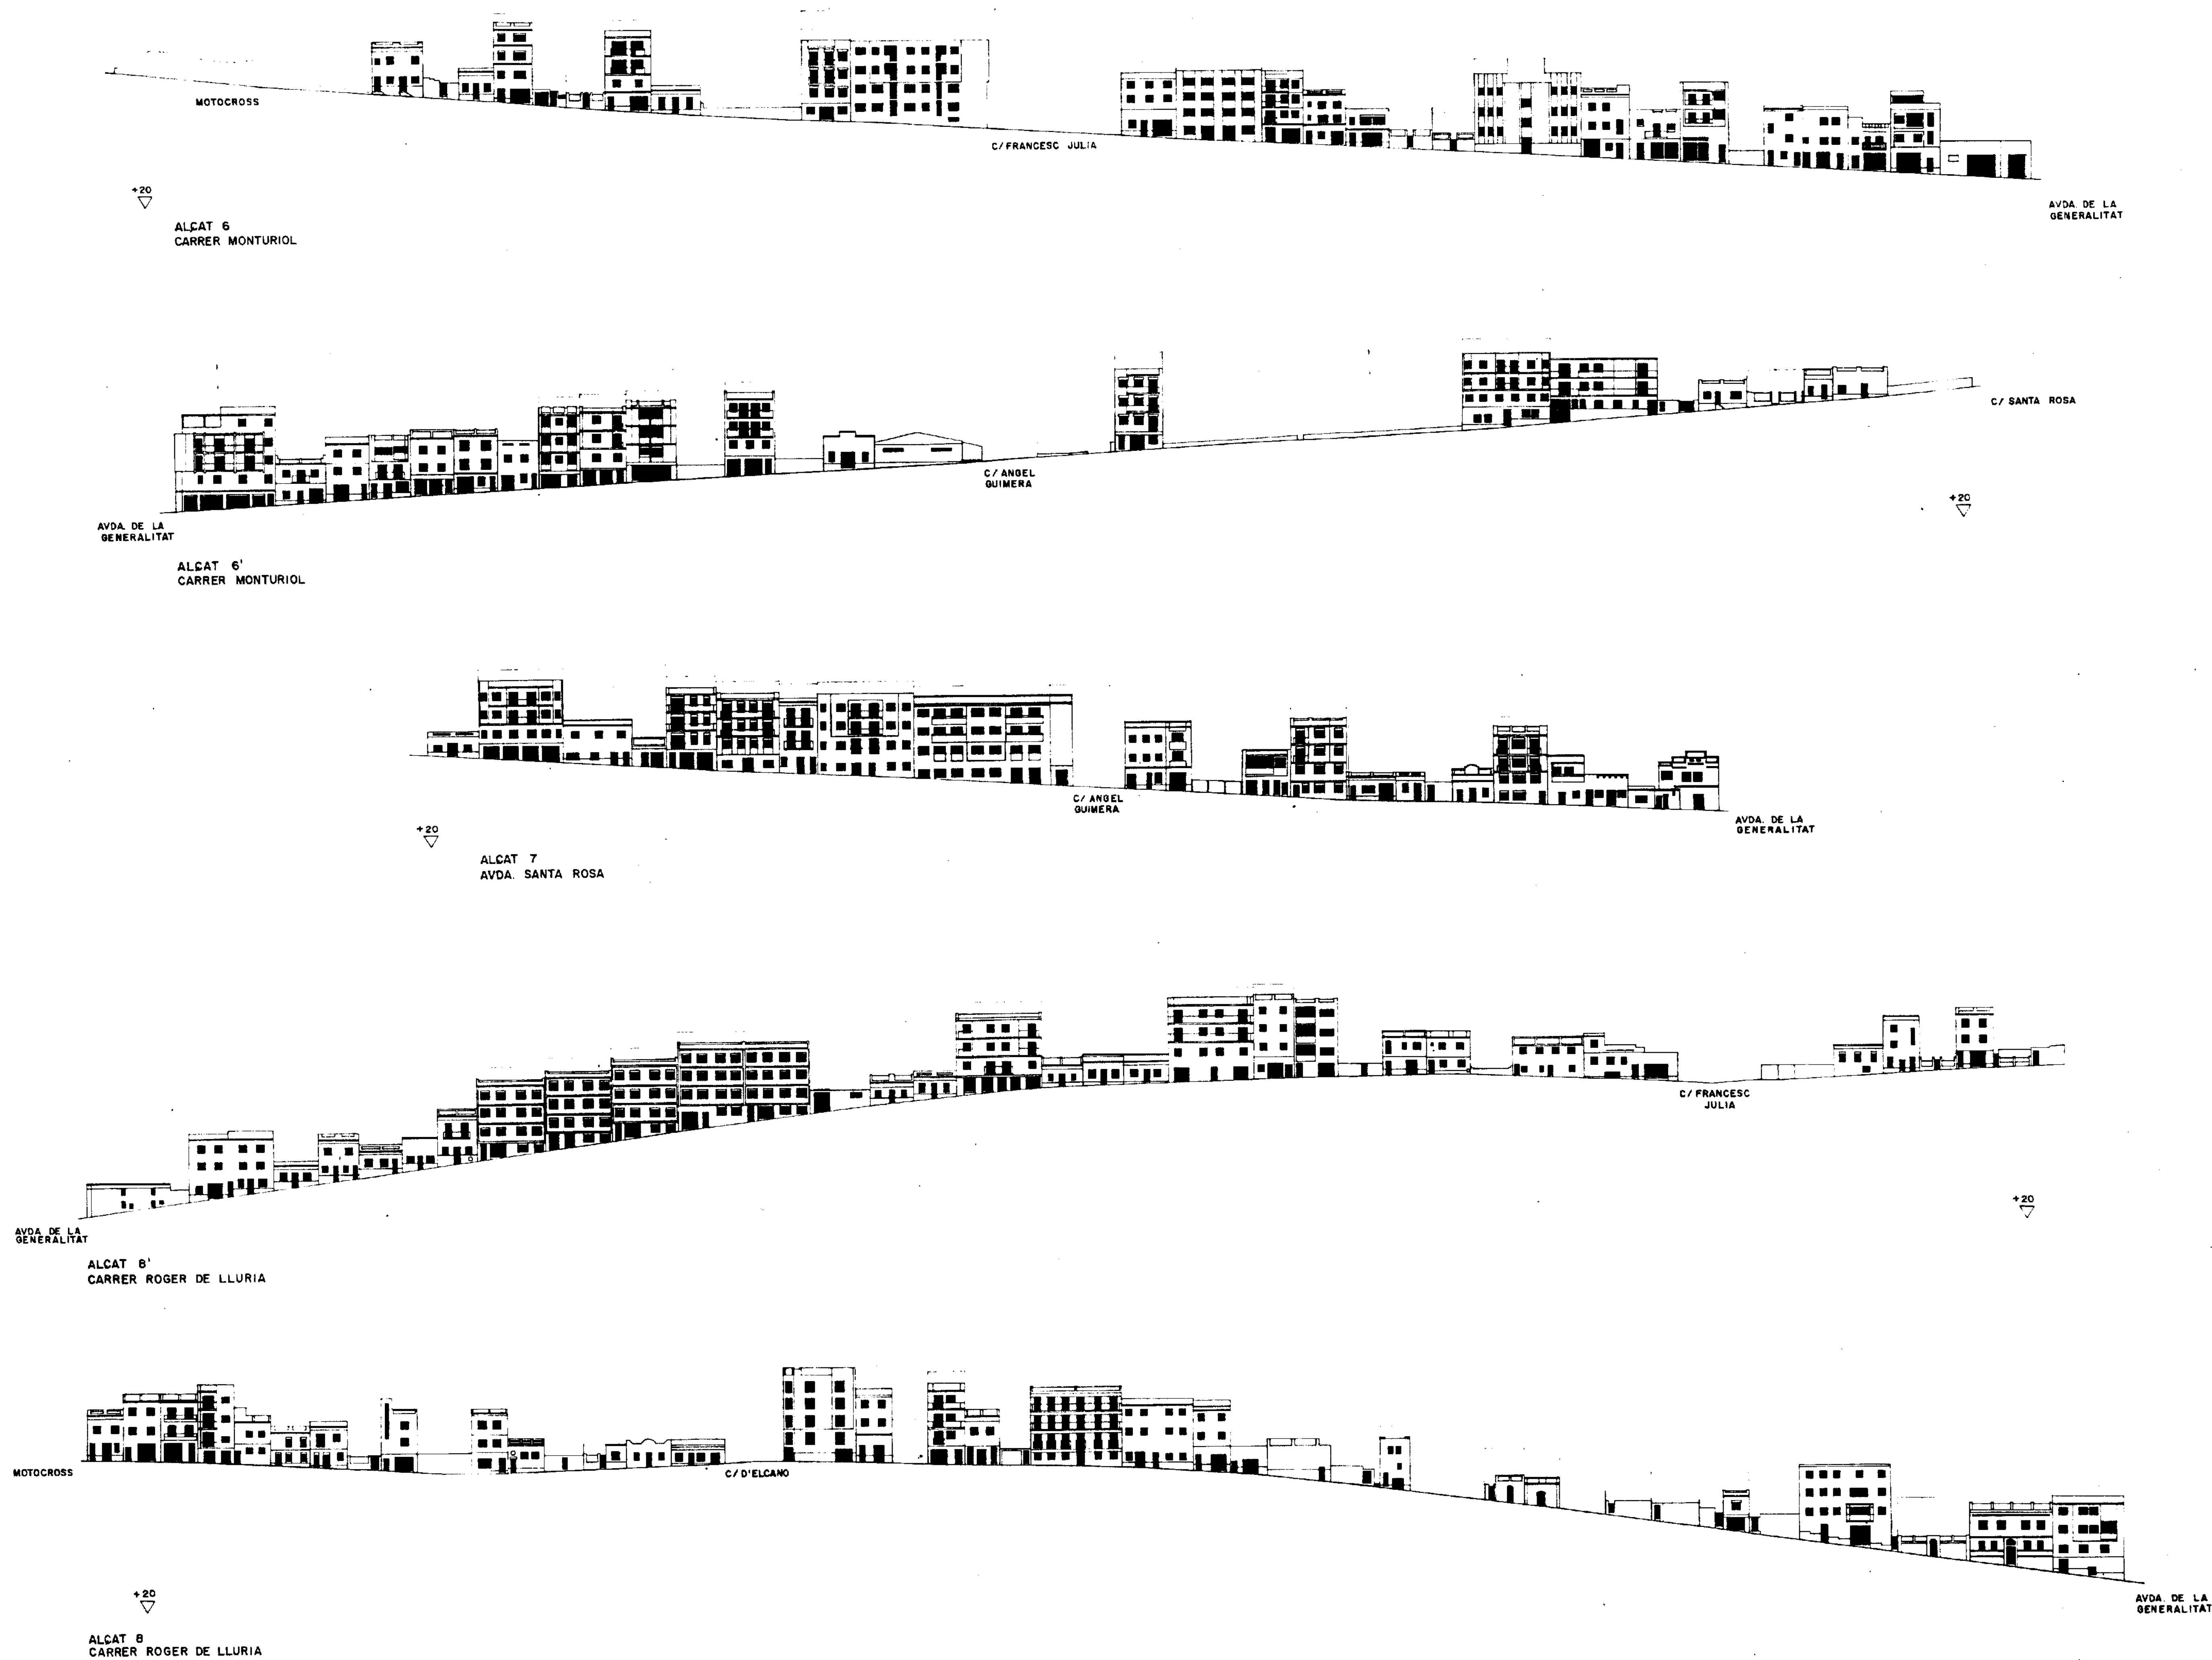 MOTOCROSS
C/ FRANCESC JULIA
+20
AVDA. DE LA
GENERALITAT
ALÇAT 6
CARRER MONTURIOL
C/ SANTA ROSA
C/ ANGEL
GUIMERA
+20
AVDA. DE LA
GENERALITAT
ALÇAT 6'
CARRER MONTURIOL
C/ ANGEL
GUIMERA
AVDA. DE LA
GENERALITAT
+20
ALÇAT 7
AVDA. SANTA ROSA
C/ FRANCESC
JULIA
+20
AVDA. DE LA
GENERALITAT
ALÇAT 8'
CARRER ROGER DE LLURIA
MOTOCROSS
C/ D'ELCANO
+20
AVDA. DE LA
GENERALITAT
ALÇAT 8
CARRER ROGER DE LLURIA